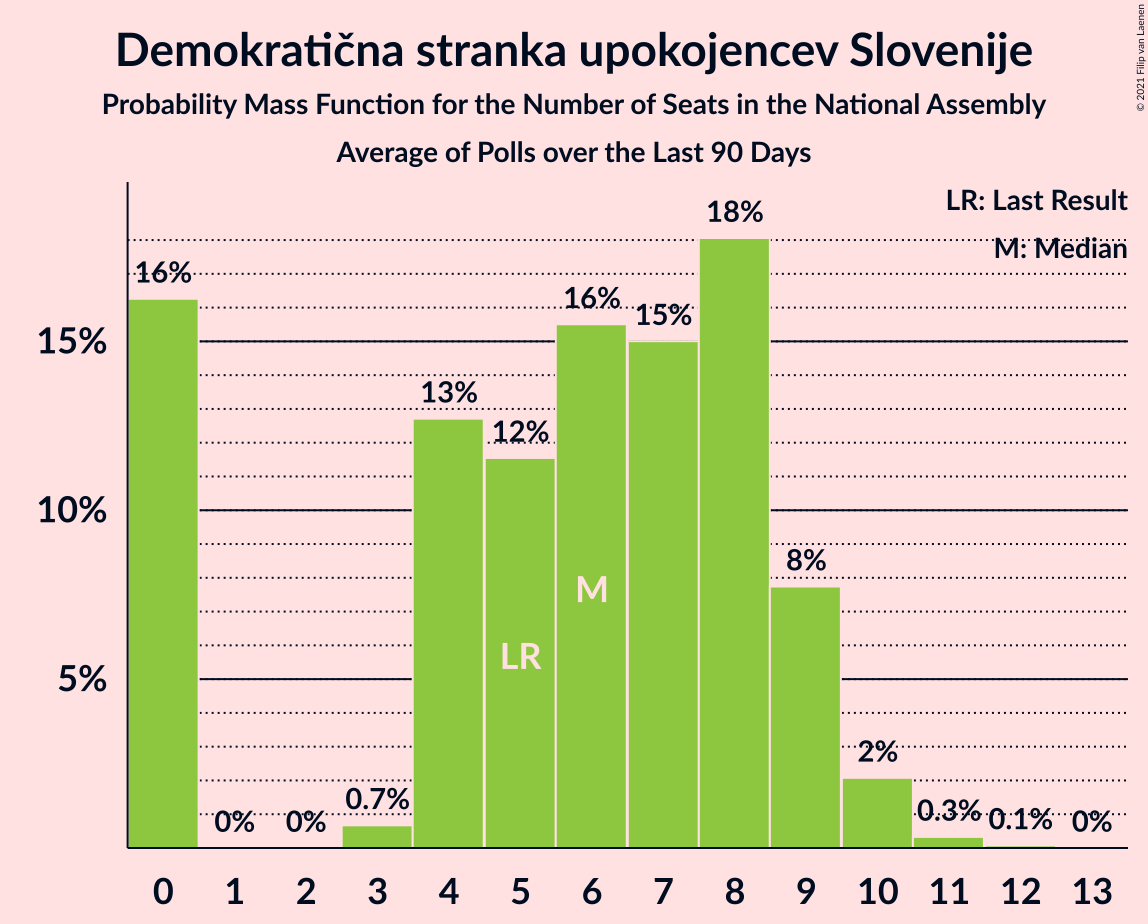 Demokratična stranka upokojencev Slovenije
Probability Mass Function for the Number of Seats in the National Assembly
Average of Polls over the Last 90 Days
© 2021 Filip van Laenen
LR: Last Result
M: Median
18%
16%
16%
15%
15%
13%
12%
10%
8%
M
LR
5%
2%
0.7%
0%
0%
0.3%
0.1%
0%
0 1 2 3 4 5 6 7 8 9 10 11 12 13